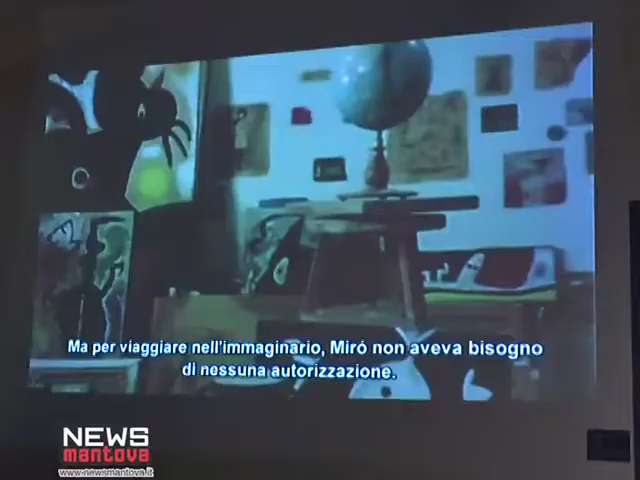 Ma per viaggiare nell'immaginario, Miró non aveva bisogno
di nessuna autorizzazione.
NEWS
mantova
www.newsmantova.it